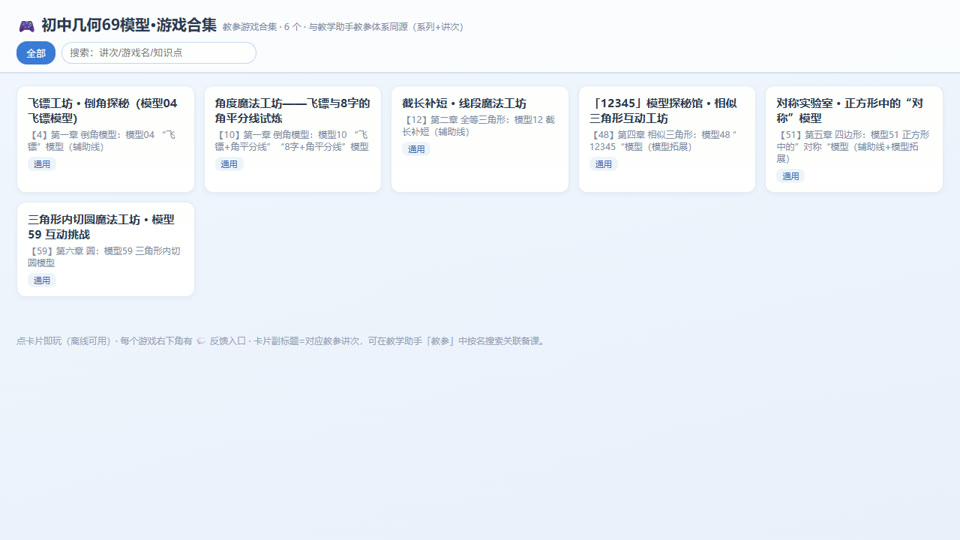 初中几何69模型·游戏合集 教参游戏合集 · 6 个 · 与教学助手教参体系同源（系列+讲次）
全部 搜索：讲次/游戏名/知识点
飞镖工坊·倒角探秘（模型04
飞镖模型）
【4】第一章 倒角模型：模型04 “飞
镖”模型（辅助线）
通用
角度魔法工坊——飞镖与8字的
角平分线试炼
【10】第一章 倒角模型：模型10 “飞
镖+角平分线” “8字+角平分线”模型
通用
截长补短·线段魔法工坊
【12】第二章 全等三角形：模型12 截
长补短（辅助线）
通用
「12345」模型探秘馆·相似
三角形互动工坊
【48】第四章 相似三角形：模型48 “
12345 “模型（模型拓展）
通用
对称实验室·正方形中的“对
称”模型
【51】第五章 四边形：模型51 正方形
中的”对称 “模型（辅助线+模型拓
展）
通用
三角形内切圆魔法工坊·模型
59 互动挑战
【59】第六章 圆：模型59 三角形内切
圆模型
通用
点卡片即玩（离线可用）· 每个游戏右下角有 反馈入口 · 卡片副标题=对应教参讲次，可在教学助手「教参」中按名搜索关联备课。